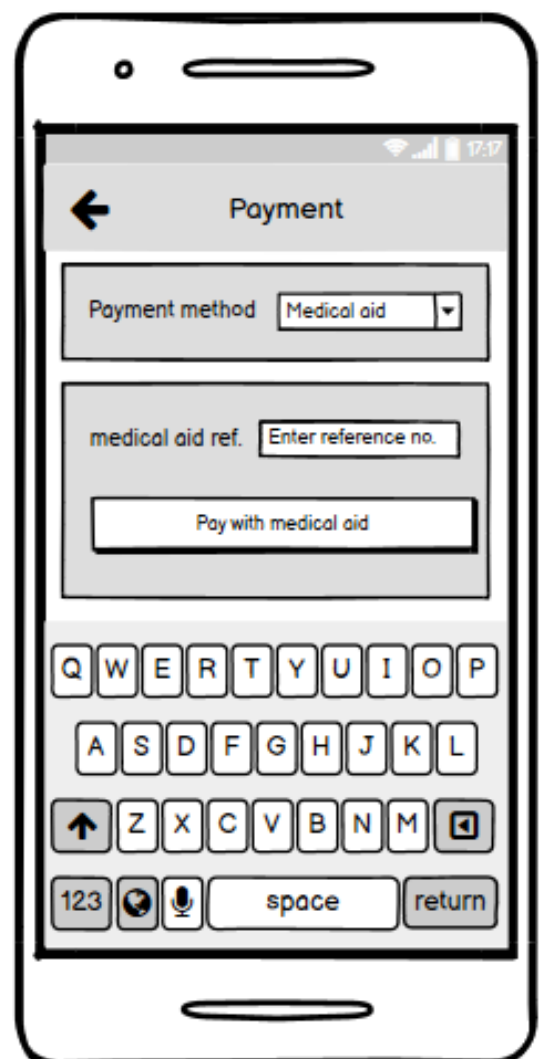 17:17
Payment
Payment method Medical aid
medical aid ref. Enter reference no.
Pay with medical aid
Q W E R T Y U I O P
A S D F G H J K L
Z X C V B N M
123 space return